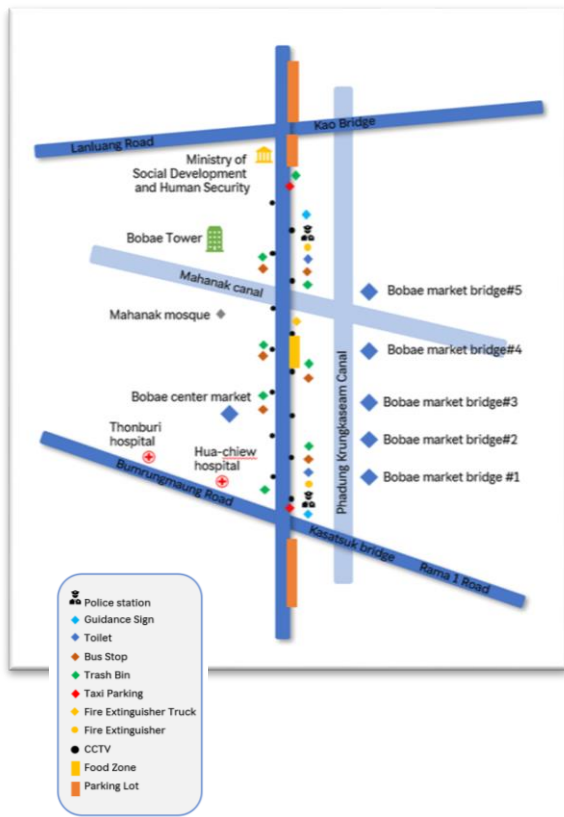 Kao Bridge
Lanluang Road
Ministry of
Social Development
and Human Security
Bobae Tower
Mahanak canal
Bobae market bridge#5
Mahanak mosque
Bobae market bridge#4
Bobae center market
Bobae market bridge#3
Thonburi
hospital
Bobae market bridge#2
Hua-chiew
hospital
Bobae market bridge #1
Phadung Krungkaseam Canal
Bumrungmaung Road
Kasatsuk bridge
Rama 1 Road
Police station
Guidance Sign
Toilet
Bus Stop
Trash Bin
Taxi Parking
Fire Extinguisher Truck
Fire Extinguisher
CCTV
Food Zone
Parking Lot